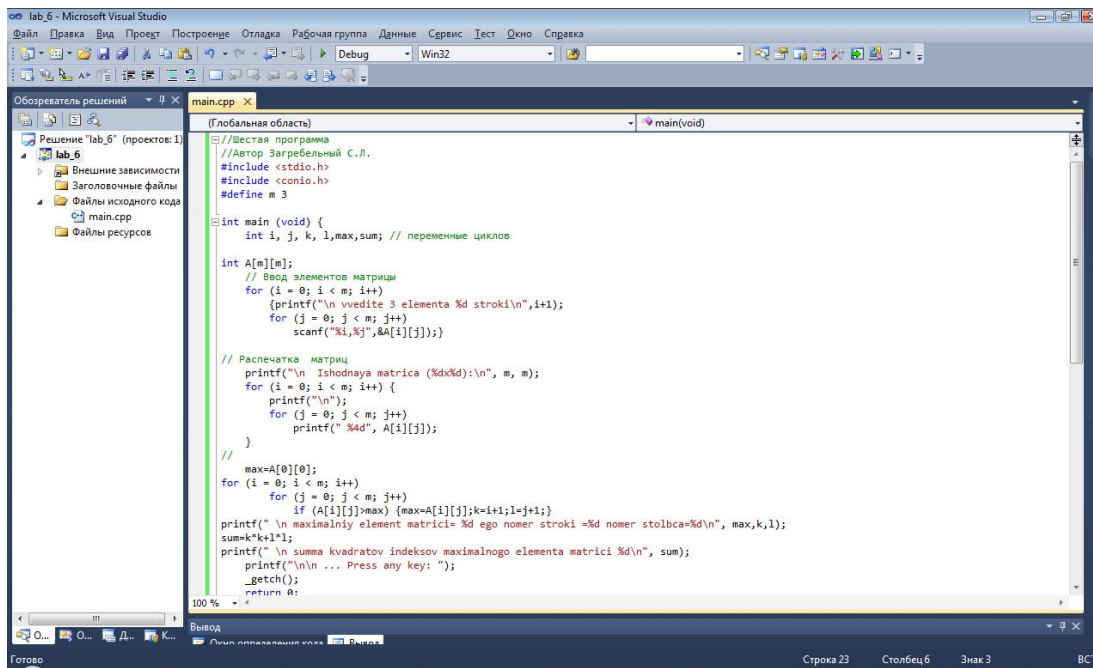 lab_6 - Microsoft Visual Studio
Файл Правка Вид Проект Построение Отладка Рабочая группа Данные Сервис Тест Окно Справка
Debug Win32
Обозреватель решений
main.cpp
(Глобальная область) main(void)
Решение "lab_6" (проектов: 1)
lab_6
Внешние зависимости
Заголовочные файлы
Файлы исходного кода
main.cpp
Файлы ресурсов
//Шестая программа
//Автор Загребельный С.Л.
#include <stdio.h>
#include <conio.h>
#define m 3
int main (void) {
int i, j, k, l,max,sum; // переменные циклов
int A[m][m];
// Ввод элементов матрицы
for (i = 0; i < m; i++)
{printf("\n vvedite 3 elementa %d stroki\n",i+1);
for (j = 0; j < m; j++)
scanf("%i,%j",&A[i][j]);}
// Распечатка матриц
printf("\n Ishodnaya matrica (%dx%d):\n", m, m);
for (i = 0; i < m; i++) {
printf("\n");
for (j = 0; j < m; j++)
printf(" %4d", A[i][j]);
}
//
max=A[0][0];
for (i = 0; i < m; i++)
for (j = 0; j < m; j++)
if (A[i][j]>max) {max=A[i][j];k=i+1;l=j+1;}
printf(" \n maximalniy element matrici= %d ego nomer stroki =%d nomer stolbca=%d\n", max,k,l);
sum=k*k+l*l;
printf(" \n summa kvadratov indeksov maximalnogo elementa matrici %d\n", sum);
printf("\n\n ... Press any key: ");
_getch();
return 0;
100 %
О... О... Д... К...
Вывод
Окно определения кода Вывод
Готово Строка 23 Столбец 6 Знак 3 ВСТ